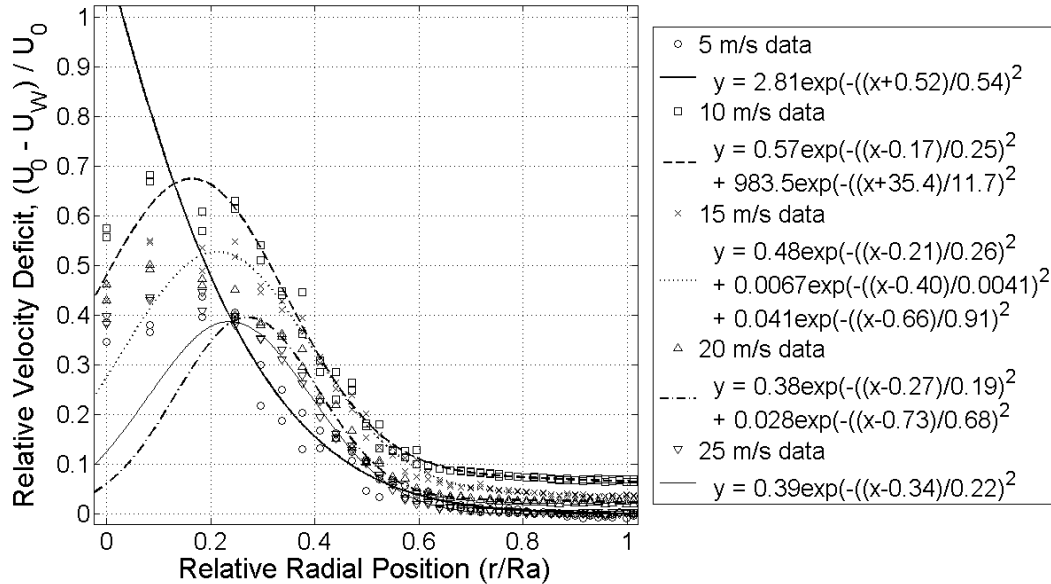 Relative Velocity Deficit, (U_0 - U_W) / U_0
1
0.9
0.8
0.7
0.6
0.5
0.4
0.3
0.2
0.1
0
0
0.2
0.4
0.6
0.8
1
Relative Radial Position (r/Ra)
5 m/s data
y = 2.81exp(-((x+0.52)/0.54)²
10 m/s data
y = 0.57exp(-((x-0.17)/0.25)²
+ 983.5exp(-((x+35.4)/11.7)²
15 m/s data
y = 0.48exp(-((x-0.21)/0.26)²
+ 0.0067exp(-((x-0.40)/0.0041)²
+ 0.041exp(-((x-0.66)/0.91)²
20 m/s data
y = 0.38exp(-((x-0.27)/0.19)²
+ 0.028exp(-((x-0.73)/0.68)²
25 m/s data
y = 0.39exp(-((x-0.34)/0.22)²